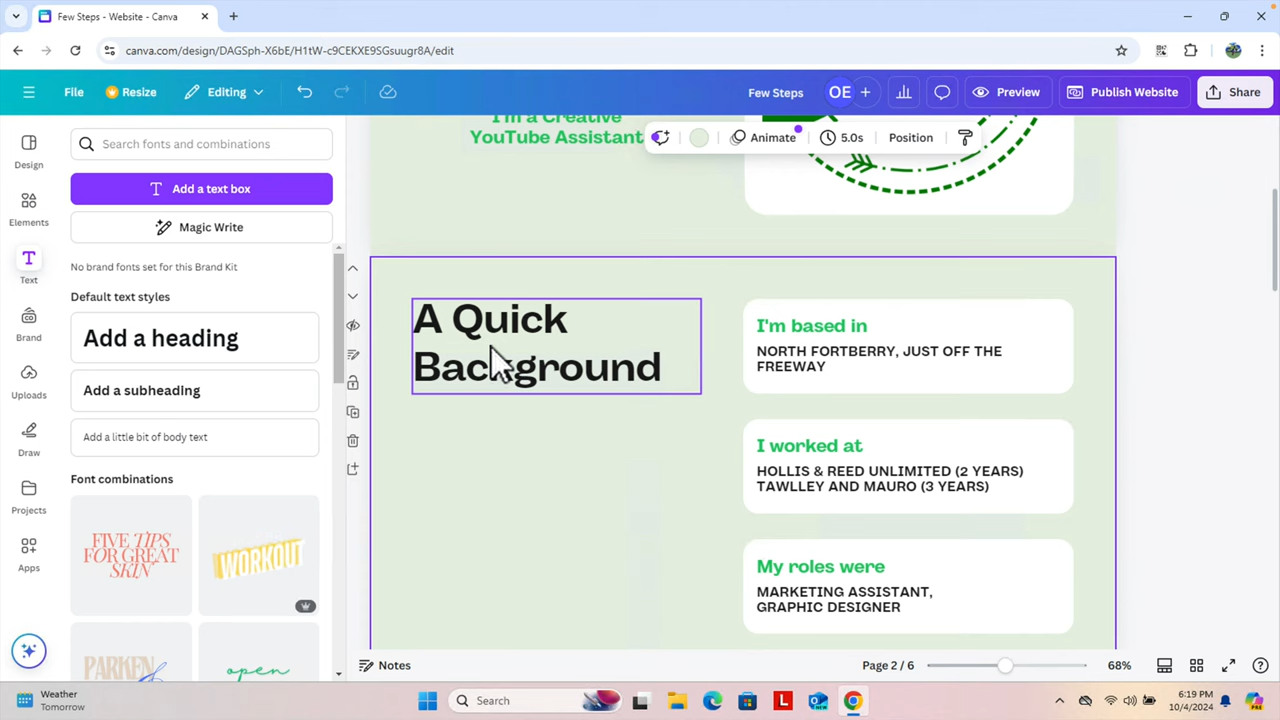 Few Steps - Website - Canva
canva.com/design/DAGSph-X6bE/H1tW-c9CEKXE9SGsuugr8A/edit
File
Resize
Editing
Few Steps
OE
Preview
Publish Website
Share
Design
Elements
Text
Brand
Uploads
Draw
Projects
Apps
Search fonts and combinations
T Add a text box
Magic Write
No brand fonts set for this Brand Kit
Default text styles
Add a heading
Add a subheading
Add a little bit of body text
Font combinations
FIVE TIPS
FOR GREAT
SKIN
WORKOUT
PARKEN
open
I'm a Creative
YouTube Assistant
Animate
5.0s
Position
A Quick
Background
I'm based in
NORTH FORTBERRY, JUST OFF THE
FREEWAY
I worked at
HOLLIS & REED UNLIMITED (2 YEARS)
TAWLLEY AND MAURO (3 YEARS)
My roles were
MARKETING ASSISTANT,
GRAPHIC DESIGNER
Notes
Page 2 / 6
68%
Weather
Tomorrow
Search
L
6:19 PM
10/4/2024